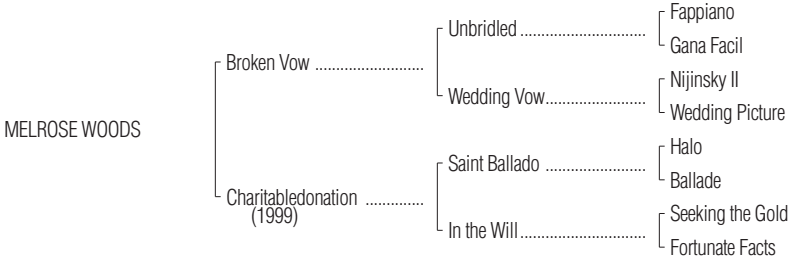 Fappiano
Unbridled ..............................
Gana Facil
Broken Vow ..........................
Nijinsky II
Wedding Vow........................
Wedding Picture
MELROSE WOODS
Halo
Saint Ballado ........................
Ballade
Charitabledonation ..............
(1999)
Seeking the Gold
In the Will..............................
Fortunate Facts